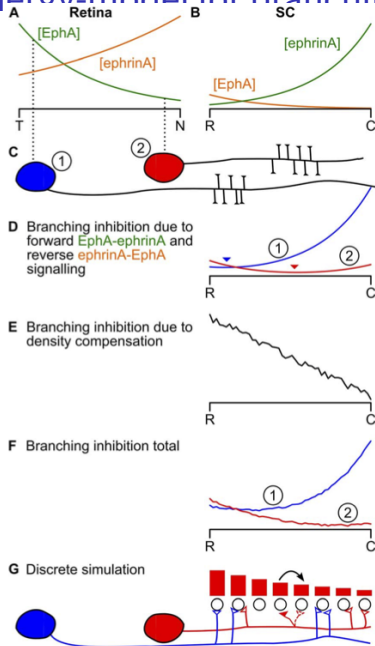 A Retina B SC
[EphA]
[ephrinA]
[ephrinA]
[EphA]
T N R C
C
1
2
D Branching inhibition due to
forward EphA-ephrinA and
reverse ephrinA-EphA
signalling
1
2
R C
E Branching inhibition due to
density compensation
R C
F Branching inhibition total
1
2
R C
G Discrete simulation